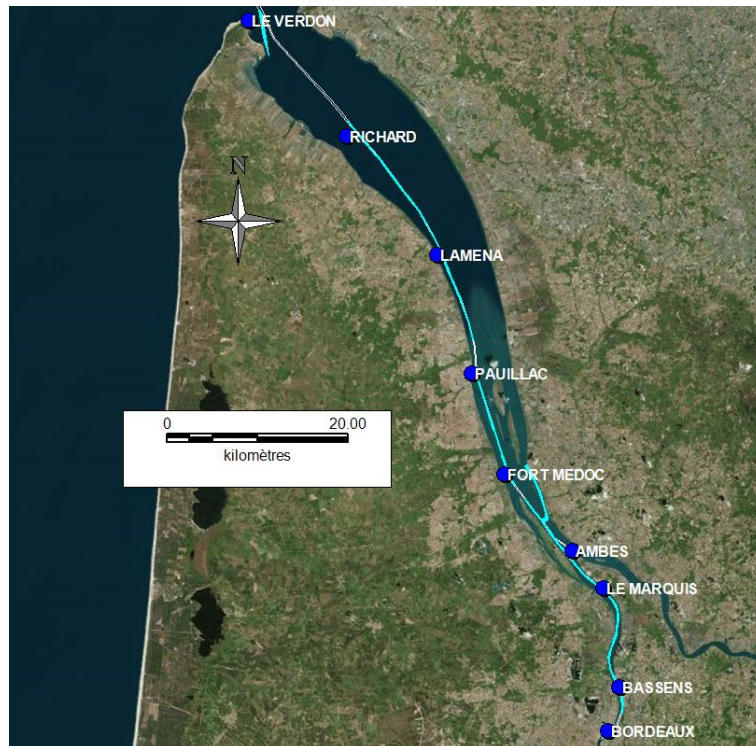 LE VERDON
RICHARD
N
LAMENA
PAUILLAC
0 20.00
kilomètres
FORT MEDOC
AMBES
LE MARQUIS
BASSENS
BORDEAUX